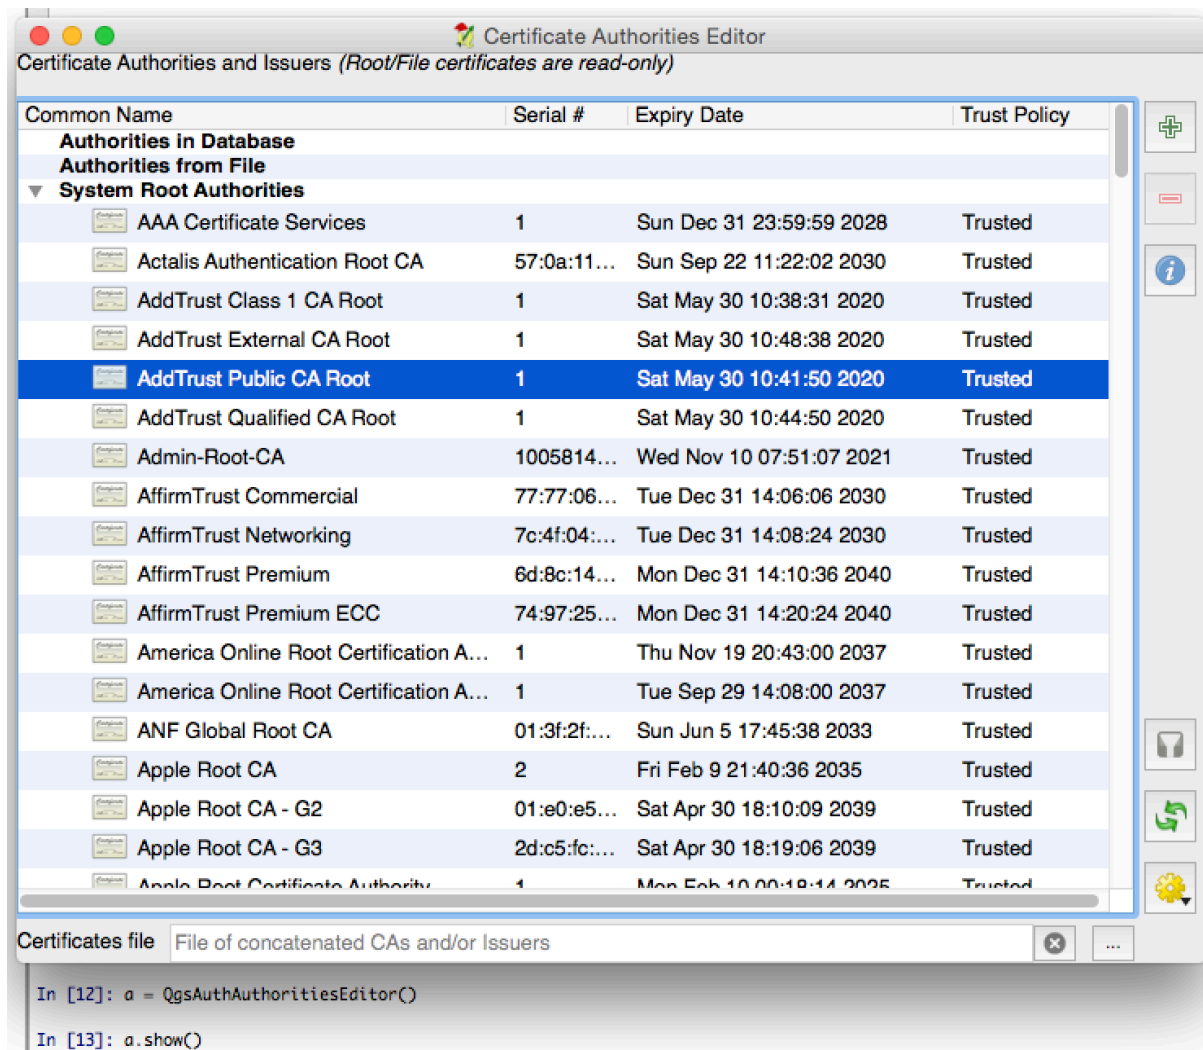 Certificate Authorities Editor
Certificate Authorities and Issuers (Root/File certificates are read-only)
Common Name Serial # Expiry Date Trust Policy
Authorities in Database
Authorities from File
System Root Authorities
AAA Certificate Services 1 Sun Dec 31 23:59:59 2028 Trusted
Actalis Authentication Root CA 57:0a:11... Sun Sep 22 11:22:02 2030 Trusted
AddTrust Class 1 CA Root 1 Sat May 30 10:38:31 2020 Trusted
AddTrust External CA Root 1 Sat May 30 10:48:38 2020 Trusted
AddTrust Public CA Root 1 Sat May 30 10:41:50 2020 Trusted
AddTrust Qualified CA Root 1 Sat May 30 10:44:50 2020 Trusted
Admin-Root-CA 1005814... Wed Nov 10 07:51:07 2021 Trusted
AffirmTrust Commercial 77:77:06... Tue Dec 31 14:06:06 2030 Trusted
AffirmTrust Networking 7c:4f:04:... Tue Dec 31 14:08:24 2030 Trusted
AffirmTrust Premium 6d:8c:14... Mon Dec 31 14:10:36 2040 Trusted
AffirmTrust Premium ECC 74:97:25... Mon Dec 31 14:20:24 2040 Trusted
America Online Root Certification A... 1 Thu Nov 19 20:43:00 2037 Trusted
America Online Root Certification A... 1 Tue Sep 29 14:08:00 2037 Trusted
ANF Global Root CA 01:3f:2f:... Sun Jun 5 17:45:38 2033 Trusted
Apple Root CA 2 Fri Feb 9 21:40:36 2035 Trusted
Apple Root CA - G2 01:e0:e5... Sat Apr 30 18:10:09 2039 Trusted
Apple Root CA - G3 2d:c5:fc:... Sat Apr 30 18:19:06 2039 Trusted
Apple Root Certificate Authority 1 Mon Feb 10 00:18:14 2025 Trusted
Certificates file File of concatenated CAs and/or Issuers ...
In [12]: a = QgsAuthAuthoritiesEditor()
In [13]: a.show()